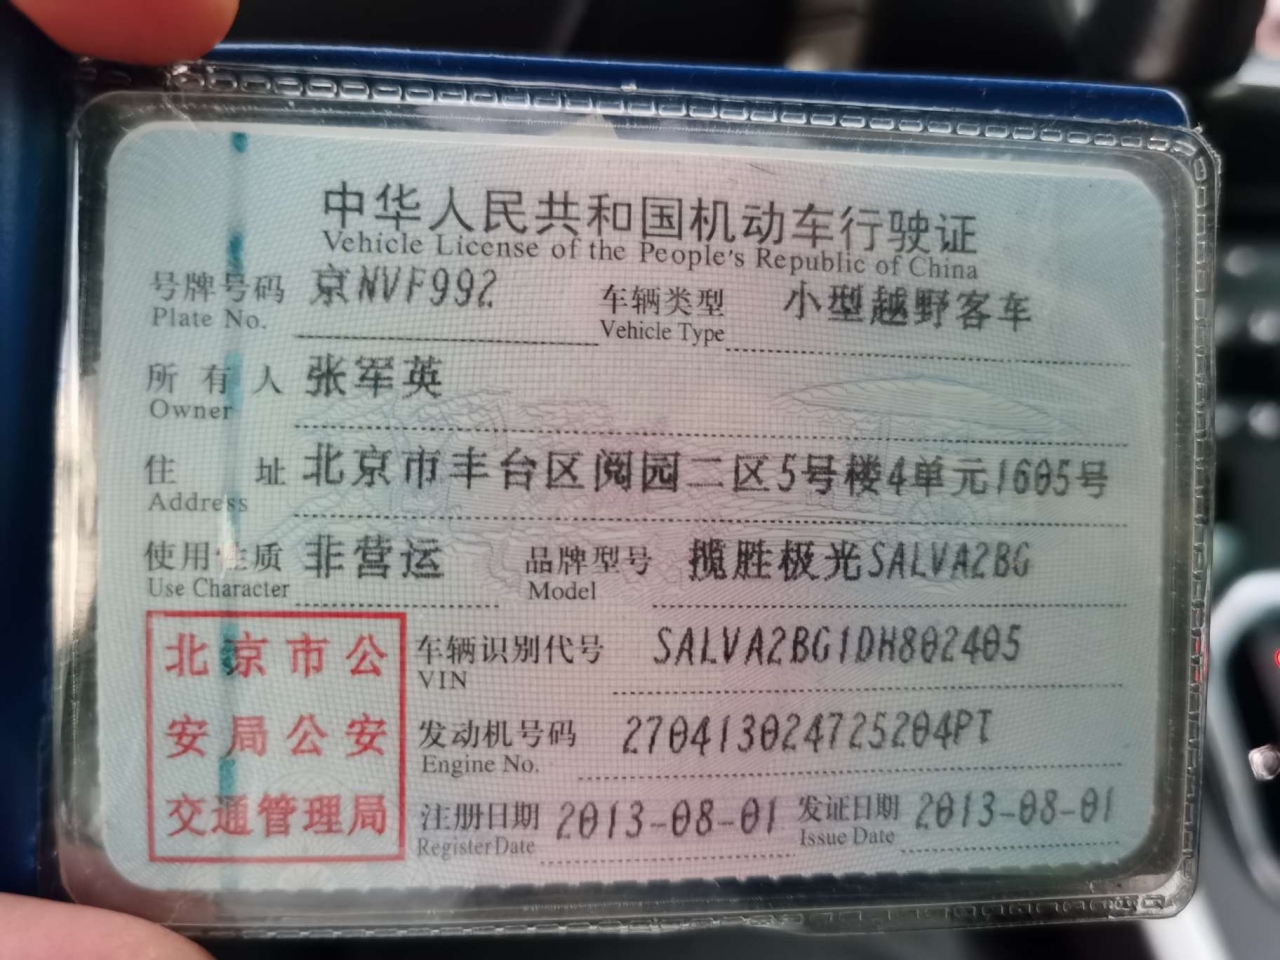 中华人民共和国机动车行驶证
Vehicle License of the People's Republic of China
号牌号码 京NVF992 车辆类型 小型越野客车
Plate No. Vehicle Type
所有人 张军英
Owner
住址 北京市丰台区阅园二区5号楼4单元1605号
Address
使用性质 非营运 品牌型号 揽胜极光SALVA2BG
Use Character Model
北京市公
安局公安
交通管理局
车辆识别代号 SALVA2BG1DH802405
VIN
发动机号码 270413024725204PT
Engine No.
注册日期 2013-08-01 发证日期 2013-08-01
Register Date Issue Date